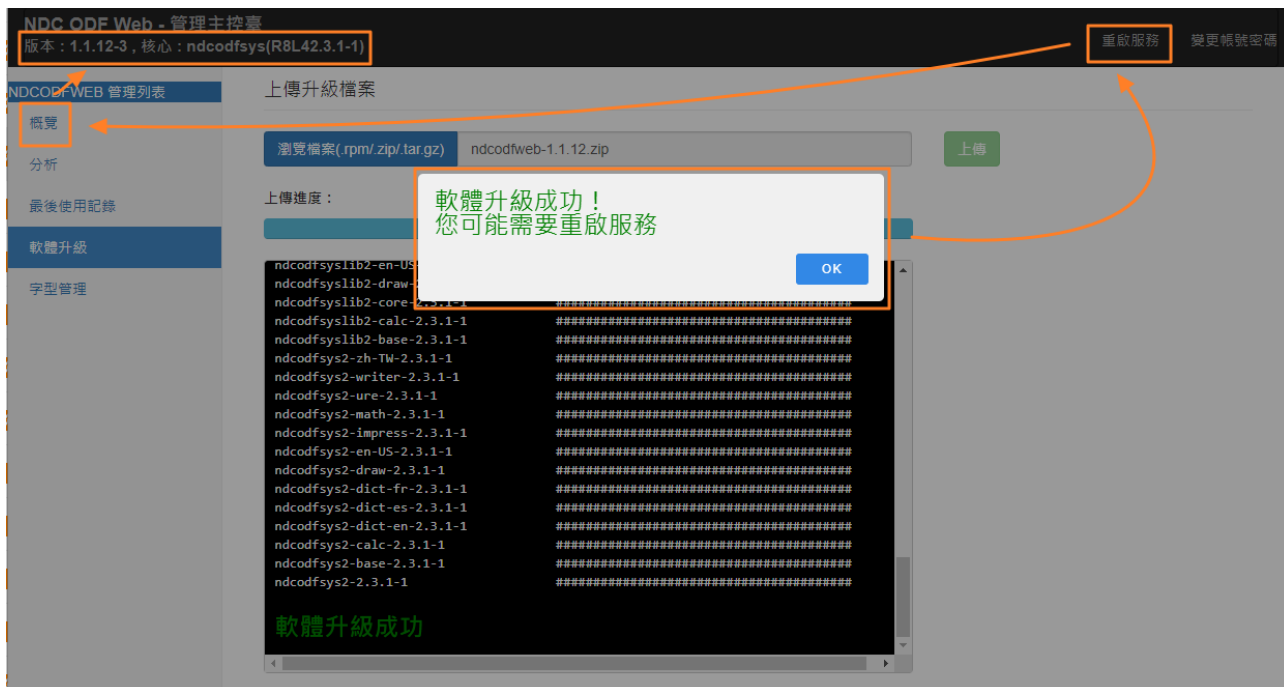 NDC ODF Web - 管理主控臺
版本：1.1.12-3 , 核心：ndcodfsys(R8L42.3.1-1)
重啟服務
變更帳號密碼
NDCODFWEB 管理列表
概覽
分析
最後使用記錄
軟體升級
字型管理
上傳升級檔案
瀏覽檔案(.rpm/.zip/.tar.gz)
ndcodfweb-1.1.12.zip
上傳
上傳進度：
軟體升級成功！
您可能需要重啟服務
OK
ndcodfsyslib2-en-US-
ndcodfsyslib2-draw-2
ndcodfsyslib2-core-2.3.1-1 ########################################
ndcodfsyslib2-calc-2.3.1-1 ########################################
ndcodfsyslib2-base-2.3.1-1 ########################################
ndcodfsys2-zh-TW-2.3.1-1 ########################################
ndcodfsys2-writer-2.3.1-1 ########################################
ndcodfsys2-ure-2.3.1-1 ########################################
ndcodfsys2-math-2.3.1-1 ########################################
ndcodfsys2-impress-2.3.1-1 ########################################
ndcodfsys2-en-US-2.3.1-1 ########################################
ndcodfsys2-draw-2.3.1-1 ########################################
ndcodfsys2-dict-fr-2.3.1-1 ########################################
ndcodfsys2-dict-es-2.3.1-1 ########################################
ndcodfsys2-dict-en-2.3.1-1 ########################################
ndcodfsys2-calc-2.3.1-1 ########################################
ndcodfsys2-base-2.3.1-1 ########################################
ndcodfsys2-2.3.1-1 ########################################
軟體升級成功